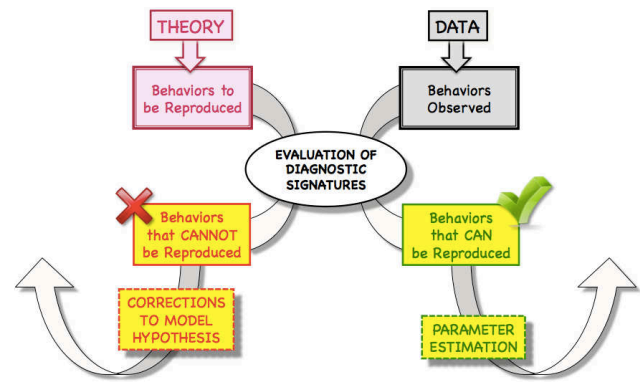 THEORY
DATA
Behaviors to
be Reproduced
Behaviors
Observed
EVALUATION OF
DIAGNOSTIC
SIGNATURES
Behaviors
that CANNOT
be Reproduced
Behaviors
that CAN
be Reproduced
CORRECTIONS
TO MODEL
HYPOTHESIS
PARAMETER
ESTIMATION